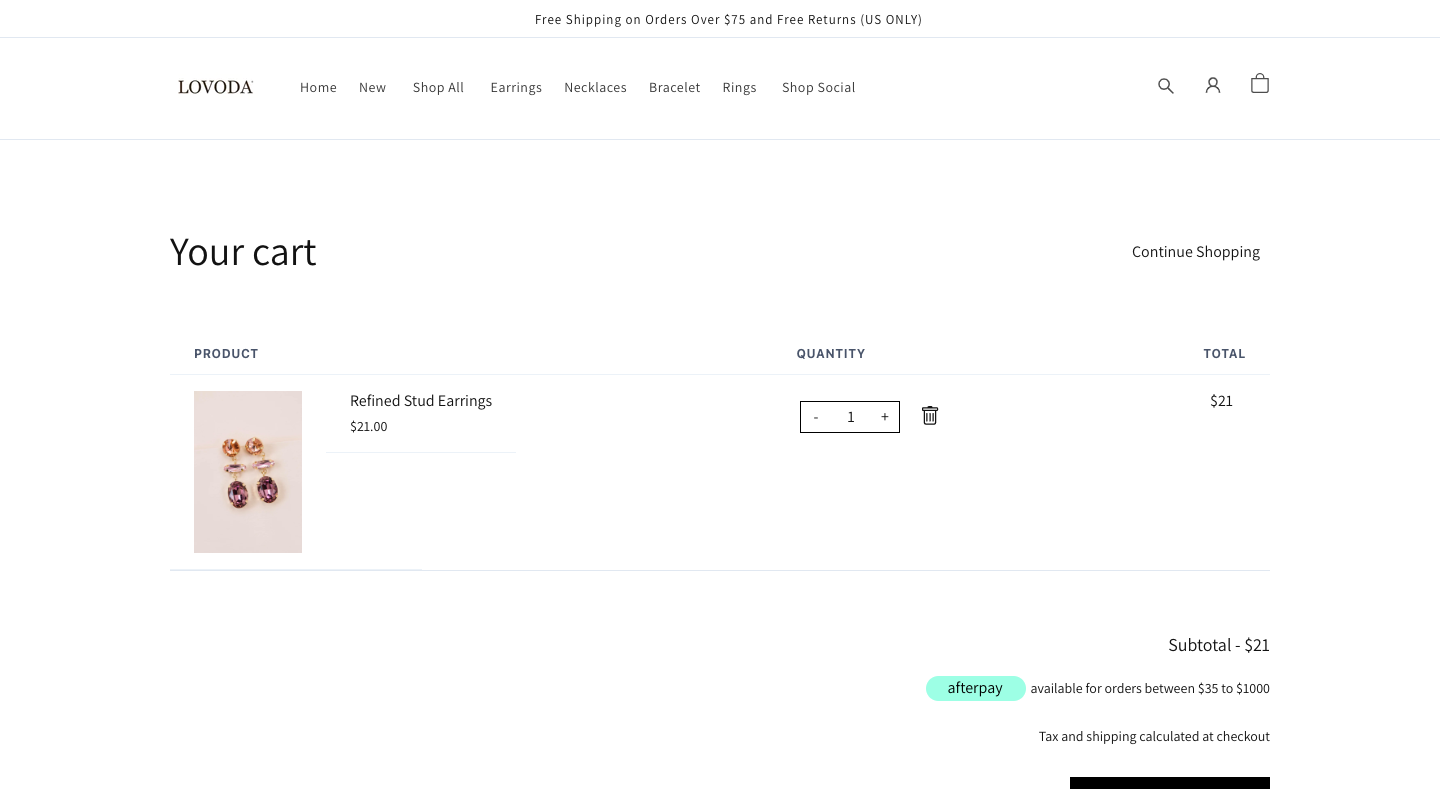 Free Shipping on Orders Over $75 and Free Returns (US ONLY)
LOVODA
Home New Shop All Earrings Necklaces Bracelet Rings Shop Social
Your cart
Continue Shopping
PRODUCT QUANTITY TOTAL
Refined Stud Earrings
$21.00
- 1 +
$21
Subtotal - $21
afterpay available for orders between $35 to $1000
Tax and shipping calculated at checkout